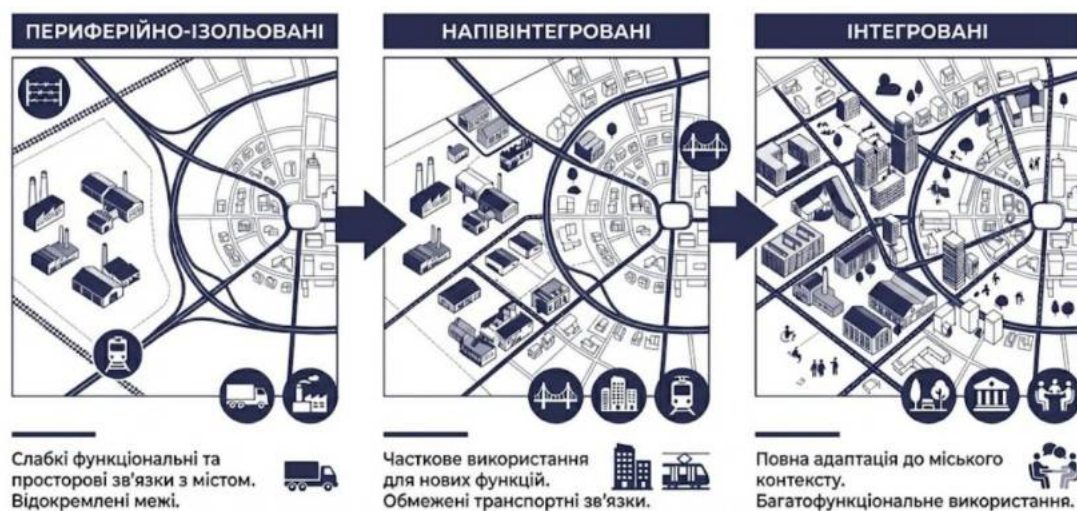 ПЕРИФЕРІЙНО-ІЗОЛЬОВАНІ
НАПІВІНТЕГРОВАНІ
ІНТЕГРОВАНІ
Слабкі функціональні та
просторові зв'язки з містом.
Відокремлені межі.
Часткове використання
для нових функцій.
Обмежені транспортні зв'язки.
Повна адаптація до міського
контексту.
Багатофункціональне використання.